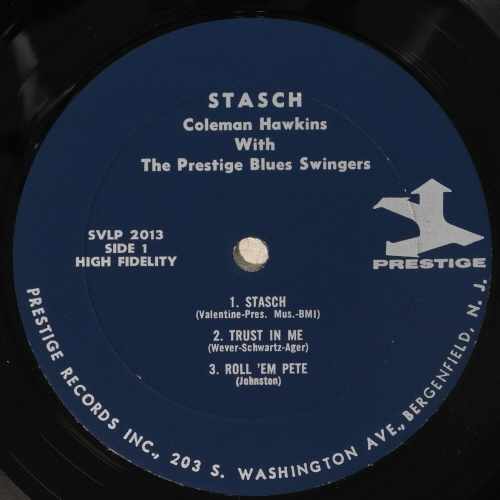 STASCH
Coleman Hawkins
With
The Prestige Blues Swingers
SVLP 2013
SIDE 1
HIGH FIDELITY
PRESTIGE
1. STASCH
(Valentine-Pres. Mus.-BMI)
2. TRUST IN ME
(Wever-Schwartz-Ager)
3. ROLL 'EM PETE
(Johnston)
PRESTIGE RECORDS INC., 203 S. WASHINGTON AVE., BERGENFIELD, N. J.